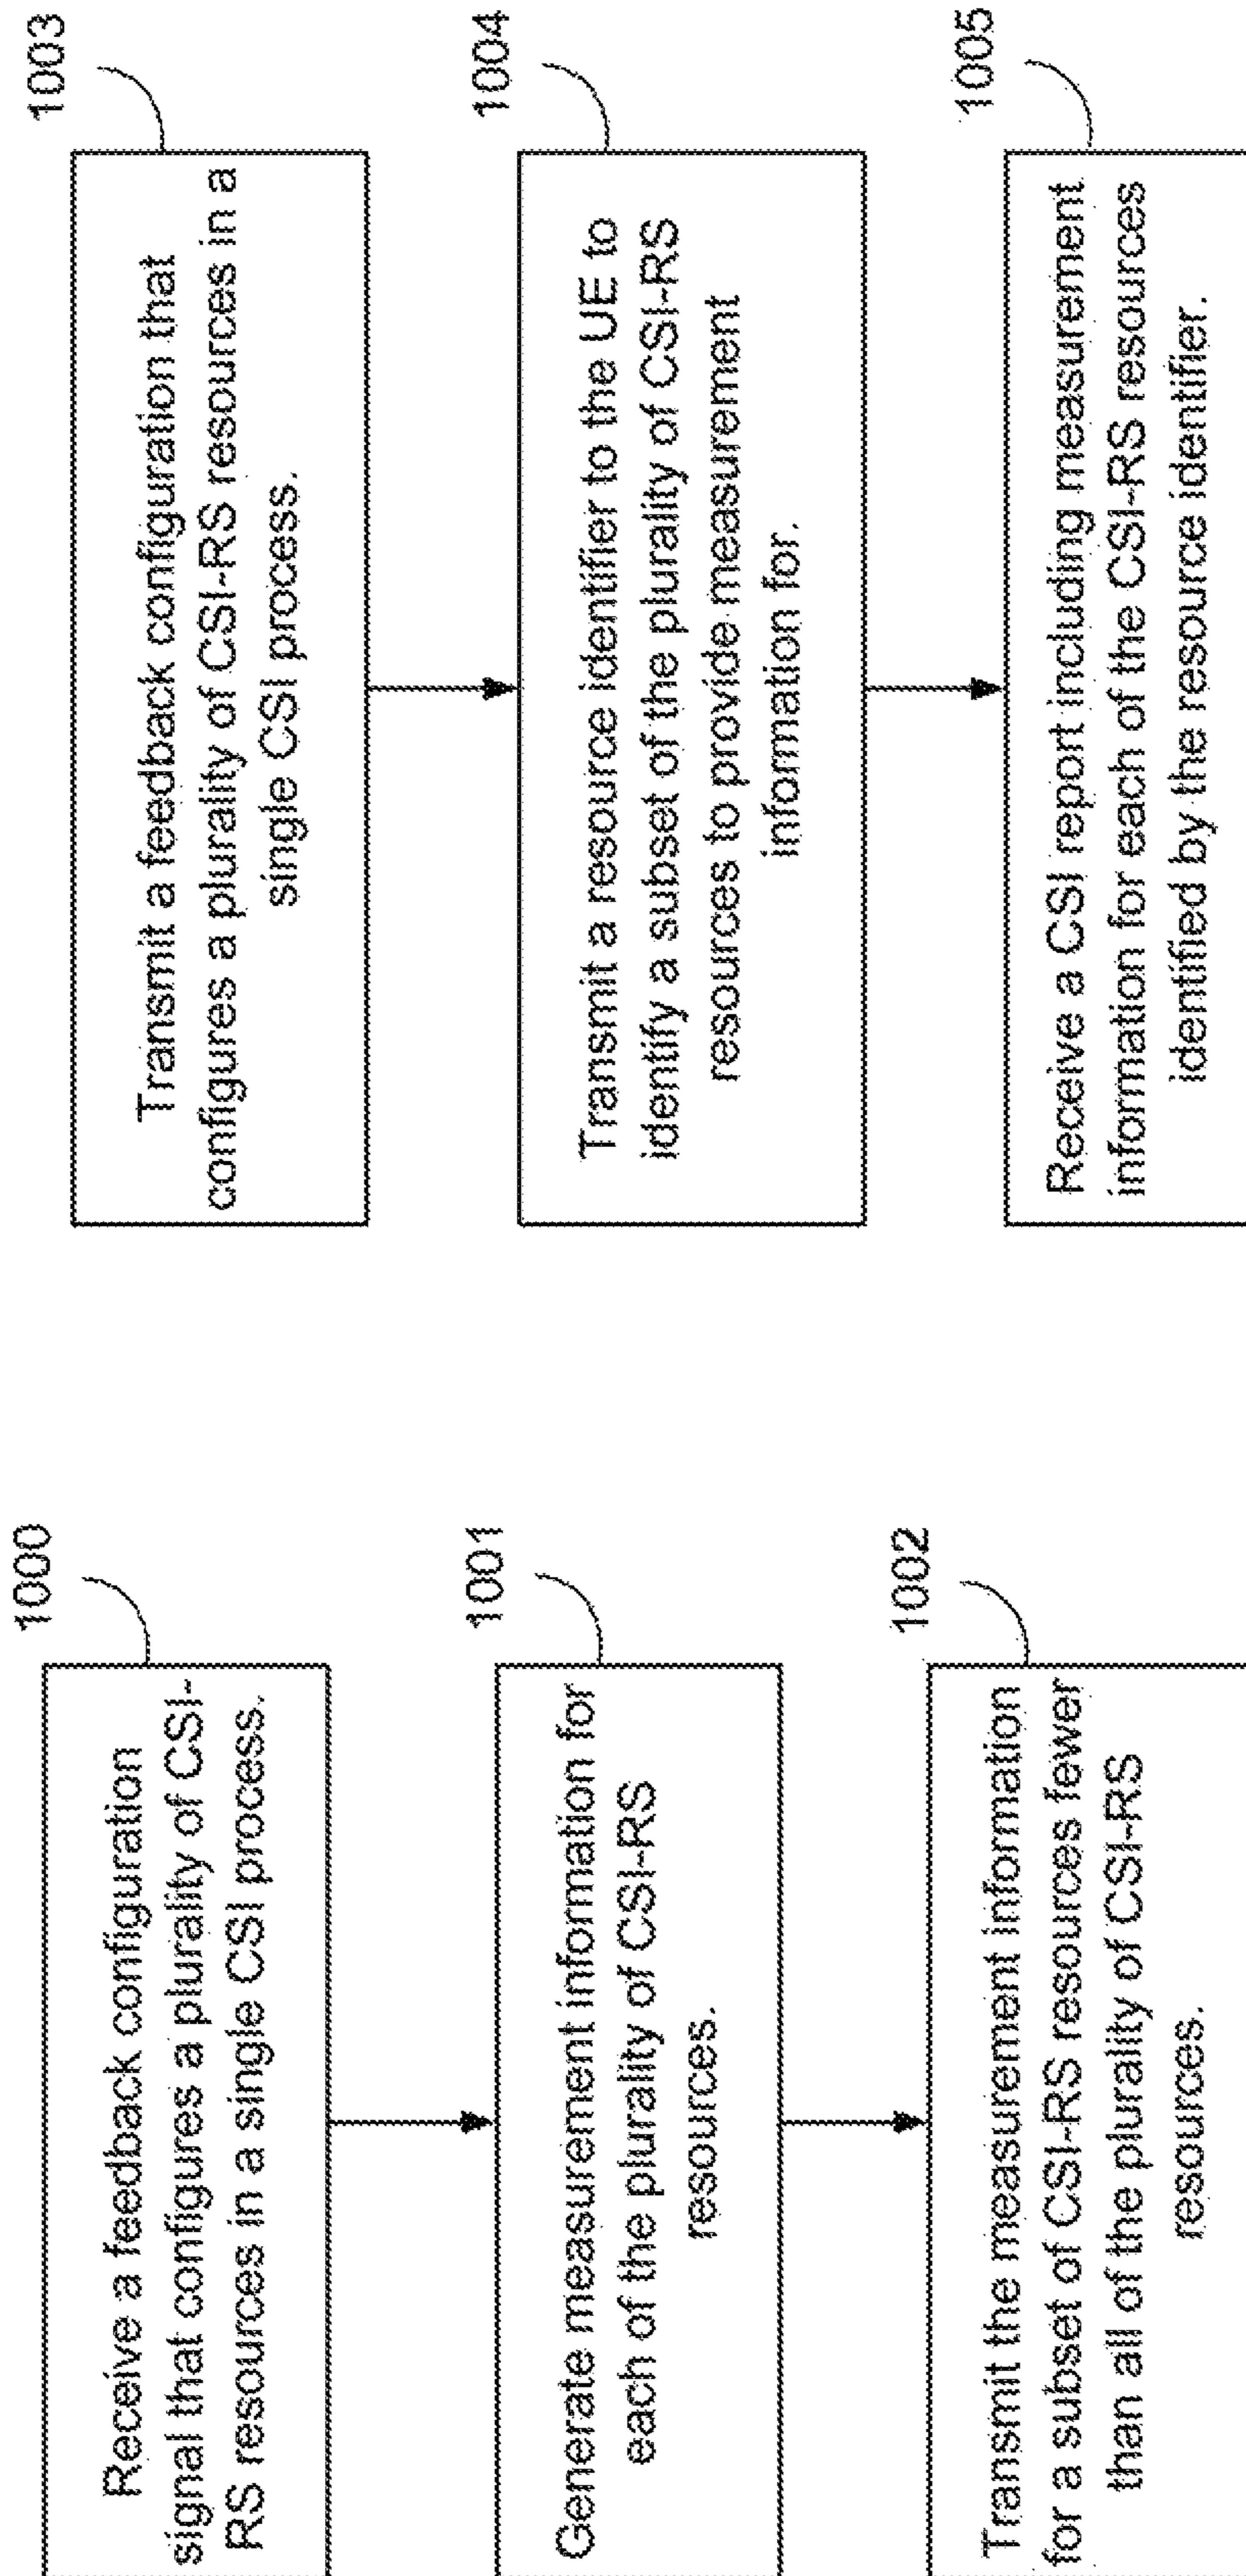 1000
Receive a feedback configuration
signal that configures a plurality of CSI-
RS resources in a single CSI process.
1001
Generate measurement information for
each of the plurality of CSI-RS
resources.
1002
Transmit the measurement information
for a subset of CSI-RS resources fewer
than all of the plurality of CSI-RS
resources.
1003
Transmit a feedback configuration that
configures a plurality of CSI-RS resources in a
single CSI process.
1004
Transmit a resource identifier to the UE to
identify a subset of the plurality of CSI-RS
resources to provide measurement
information for.
1005
Receive a CSI report including measurement
information for each of the CSI-RS resources
identified by the resource identifier.